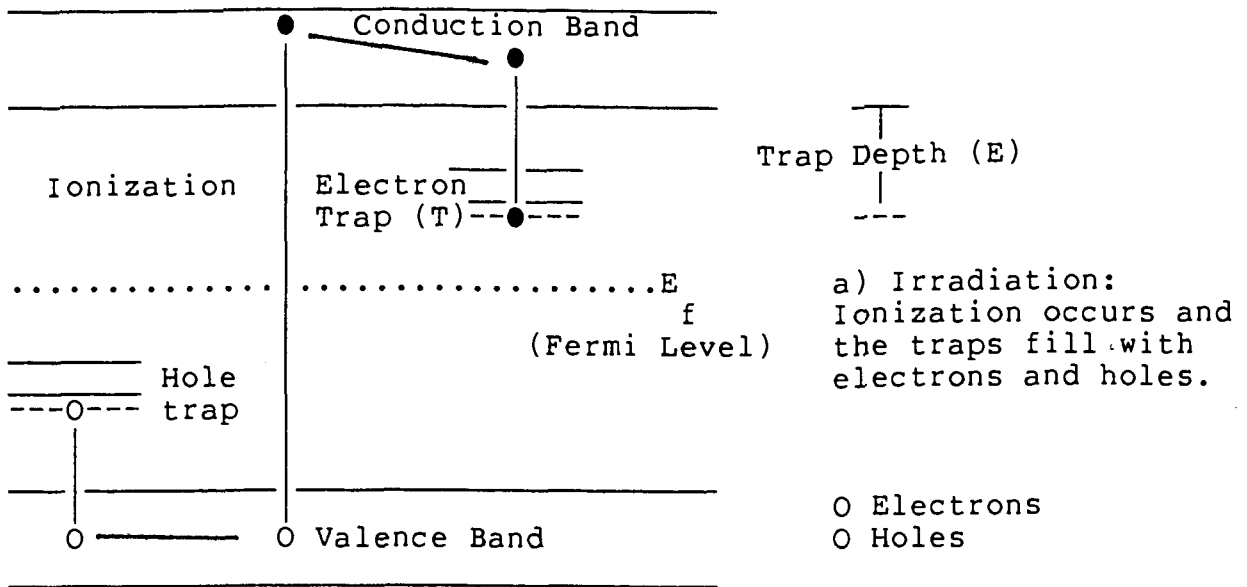 Conduction Band
Trap Depth (E)
Ionization
Electron
Trap (T)
E
f
(Fermi Level)
a) Irradiation:
Ionization occurs and
the traps fill with
electrons and holes.
Hole
trap
O Electrons
O Holes
Valence Band